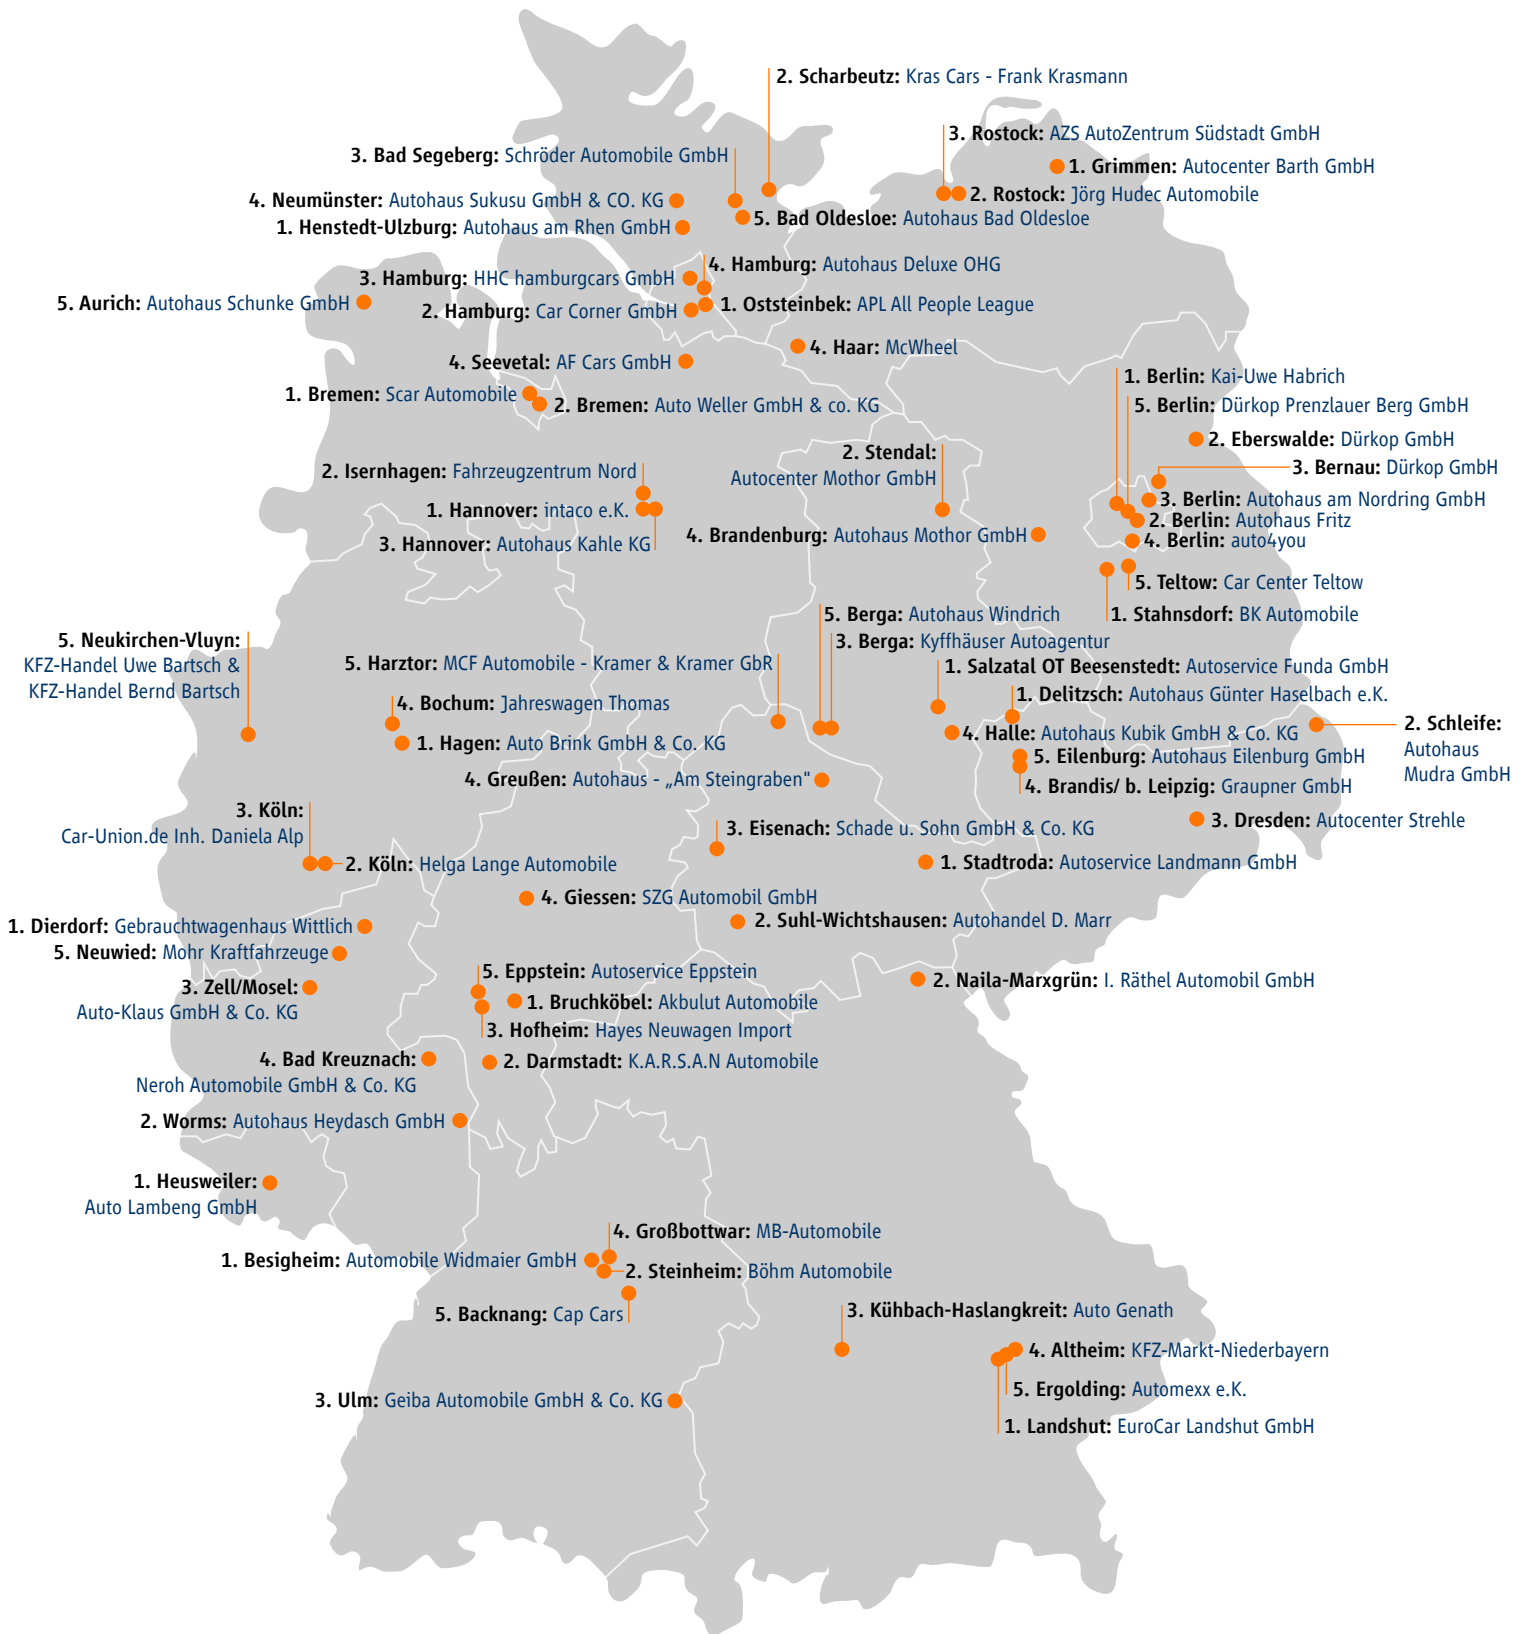 2. Scharbeutz: Kras Cars - Frank Krasmann
3. Rostock: AZS AutoZentrum Südstadt GmbH
3. Bad Segeberg: Schröder Automobile GmbH
1. Grimmen: Autocenter Barth GmbH
4. Neumünster: Autohaus Sukusu GmbH & CO. KG
2. Rostock: Jörg Hudec Automobile
5. Bad Oldesloe: Autohaus Bad Oldesloe
1. Henstedt-Ulzburg: Autohaus am Rhen GmbH
4. Hamburg: Autohaus Deluxe OHG
3. Hamburg: HHC hamburgcars GmbH
5. Aurich: Autohaus Schunke GmbH
1. Oststeinbek: APL All People League
2. Hamburg: Car Corner GmbH
4. Haar: McWheel
4. Seevetal: AF Cars GmbH
1. Berlin: Kai-Uwe Habrich
1. Bremen: Scar Automobile
2. Bremen: Auto Weller GmbH & co. KG
5. Berlin: Dürkop Prenzlauer Berg GmbH
2. Eberswalde: Dürkop GmbH
2. Stendal:
Autocenter Mothor GmbH
3. Bernau: Dürkop GmbH
2. Isernhagen: Fahrzeugzentrum Nord
3. Berlin: Autohaus am Nordring GmbH
1. Hannover: intaco e.K.
2. Berlin: Autohaus Fritz
4. Brandenburg: Autohaus Mothor GmbH
4. Berlin: auto4you
3. Hannover: Autohaus Kahle KG
5. Teltow: Car Center Teltow
5. Berga: Autohaus Windrich
1. Stahnsdorf: BK Automobile
5. Neukirchen-Vluyn:
KFZ-Handel Uwe Bartsch &
KFZ-Handel Bernd Bartsch
3. Berga: Kyffhäuser Autoagentur
5. Harztor: MCF Automobile - Kramer & Kramer GbR
1. Salzatal OT Beesenstedt: Autoservice Funda GmbH
1. Delitzsch: Autohaus Günter Haselbach e.K.
4. Bochum: Jahreswagen Thomas
2. Schleife:
Autohaus
Mudra GmbH
4. Halle: Autohaus Kubik GmbH & Co. KG
1. Hagen: Auto Brink GmbH & Co. KG
5. Eilenburg: Autohaus Eilenburg GmbH
4. Greußen: Autohaus - „Am Steingraben"
4. Brandis/ b. Leipzig: Graupner GmbH
3. Köln:
Car-Union.de Inh. Daniela Alp
3. Dresden: Autocenter Strehle
3. Eisenach: Schade u. Sohn GmbH & Co. KG
2. Köln: Helga Lange Automobile
1. Stadtroda: Autoservice Landmann GmbH
4. Giessen: SZG Automobil GmbH
2. Suhl-Wichtshausen: Autohandel D. Marr
1. Dierdorf: Gebrauchtwagenhaus Wittlich
5. Neuwied: Mohr Kraftfahrzeuge
5. Eppstein: Autoservice Eppstein
2. Naila-Marxgrün: I. Räthel Automobil GmbH
3. Zell/Mosel:
Auto-Klaus GmbH & Co. KG
1. Bruchköbel: Akbulut Automobile
3. Hofheim: Hayes Neuwagen Import
4. Bad Kreuznach:
Neroh Automobile GmbH & Co. KG
2. Darmstadt: K.A.R.S.A.N Automobile
2. Worms: Autohaus Heydasch GmbH
1. Heusweiler:
Auto Lambeng GmbH
4. Großbottwar: MB-Automobile
1. Besigheim: Automobile Widmaier GmbH
2. Steinheim: Böhm Automobile
5. Backnang: Cap Cars
3. Kühbach-Haslangkreit: Auto Genath
4. Altheim: KFZ-Markt-Niederbayern
5. Ergolding: Automexx e.K.
3. Ulm: Geiba Automobile GmbH & Co. KG
1. Landshut: EuroCar Landshut GmbH